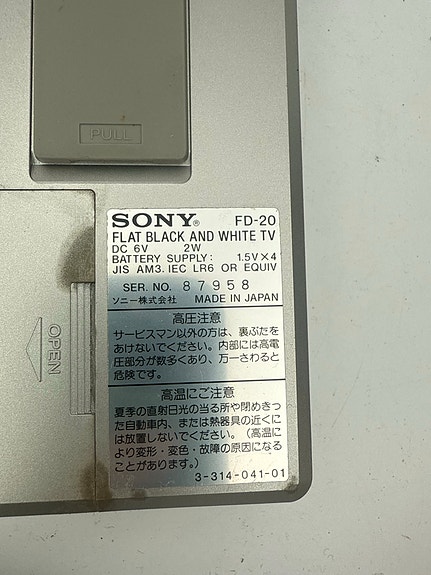 PULL
SONY® FD-20
FLAT BLACK AND WHITE TV
DC 6V 2W
BATTERY SUPPLY: 1.5V×4
JIS AM3. IEC LR6 OR EQUIV
SER. NO. 87958
ソニー株式会社 MADE IN JAPAN
高圧注意
サービスマン以外の方は、裏ぶたを
あけないでください。内部には高電
圧部分が数多くあり、万一さわると
危険です。
高温にご注意
夏季の直射日光の当る所や閉めきっ
た自動車内、または熱器具の近くに
は放置しないでください。(高温に
より変形・変色・故障の原因になる
ことがあります。)
3-314-041-01
OPEN